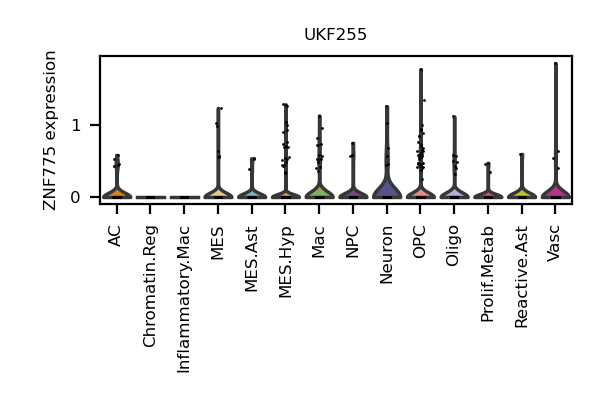 UKF255
ZNF775 expression
1
0
AC
Chromatin.Reg
Inflammatory.Mac
MES
MES.Ast
MES.Hyp
Mac
NPC
Neuron
OPC
Oligo
Prolif.Metab
Reactive.Ast
Vasc